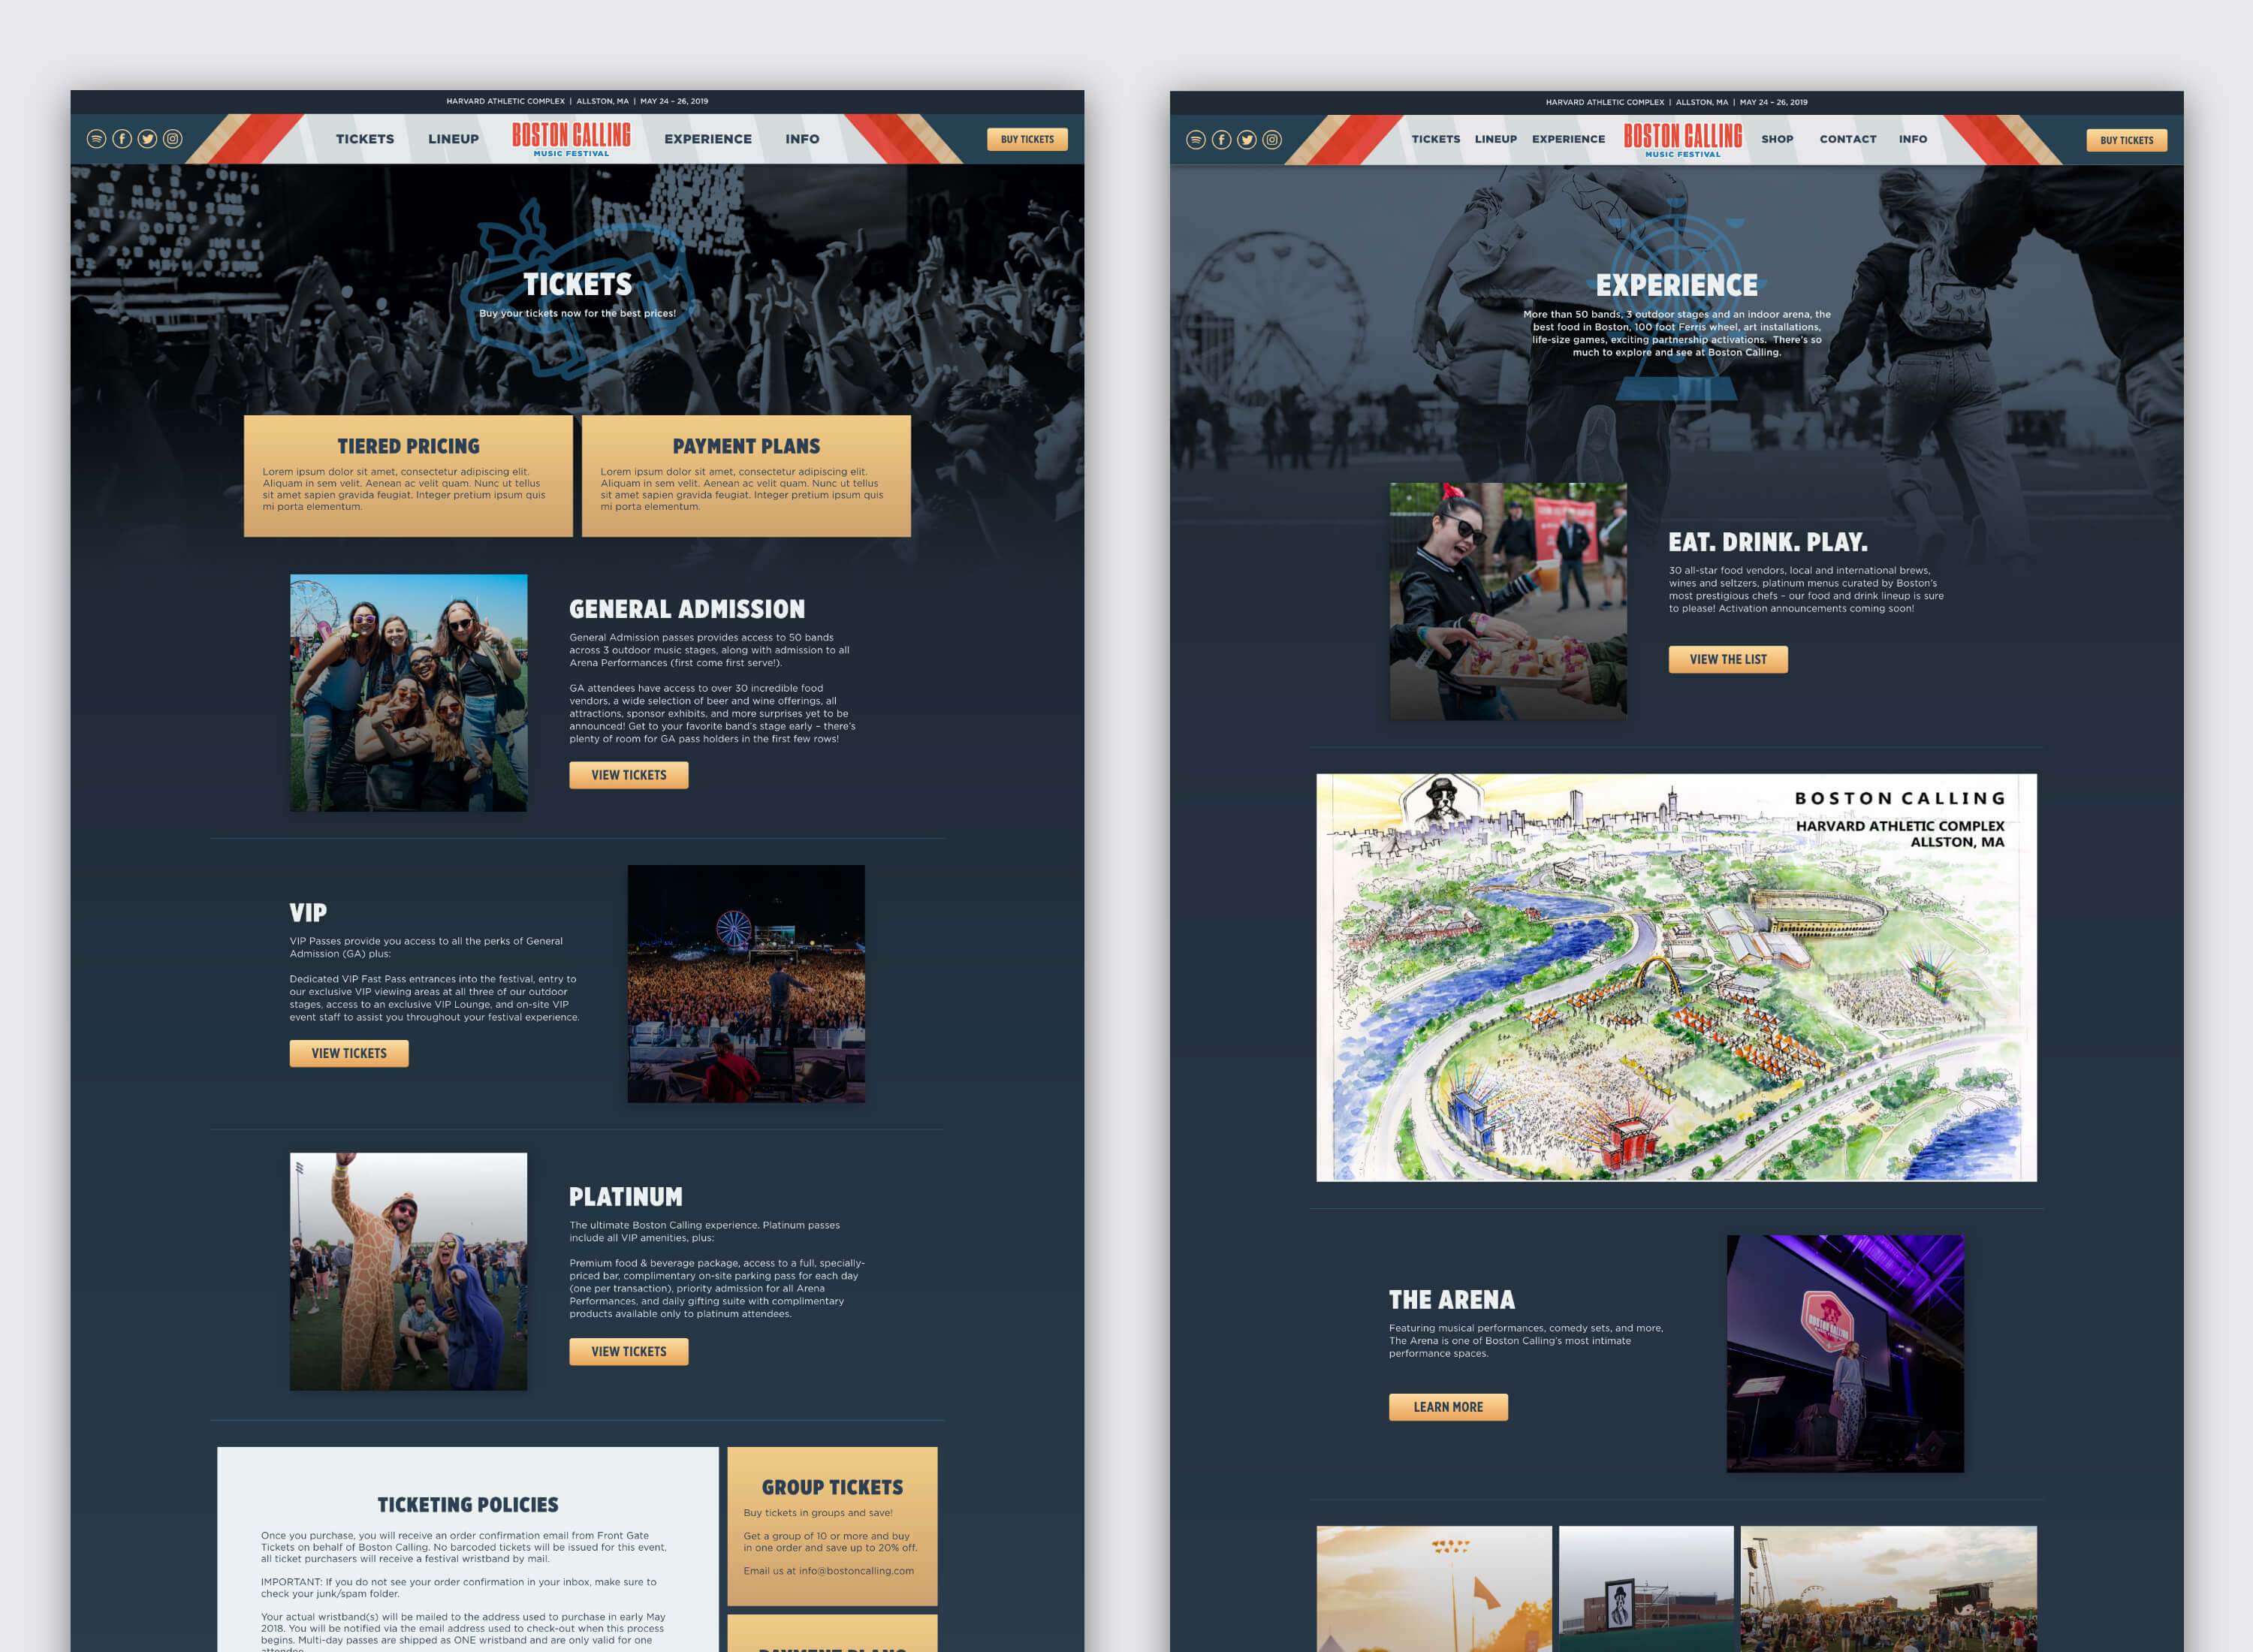 HARVARD ATHLETIC COMPLEX | ALLSTON, MA | MAY 24 – 26, 2019
TICKETS LINEUP BOSTON CALLING EXPERIENCE INFO
MUSIC FESTIVAL
BUY TICKETS
TICKETS
Buy your tickets now for the best prices!
TIERED PRICING
Lorem ipsum dolor sit amet, consectetur adipiscing elit.
Aliquam in sem velit. Aenean ac velit quam. Nunc ut tellus
sit amet sapien gravida feugiat. Integer pretium ipsum quis
mi porta elementum.
PAYMENT PLANS
Lorem ipsum dolor sit amet, consectetur adipiscing elit.
Aliquam in sem velit. Aenean ac velit quam. Nunc ut tellus
sit amet sapien gravida feugiat. Integer pretium ipsum quis
mi porta elementum.
GENERAL ADMISSION
General Admission passes provides access to 50 bands
across 3 outdoor music stages, along with admission to all
Arena Performances (first come first serve!).
GA attendees have access to over 30 incredible food
vendors, a wide selection of beer and wine offerings, all
attractions, sponsor exhibits, and more surprises yet to be
announced! Get to your favorite band's stage early – there's
plenty of room for GA pass holders in the first few rows!
VIEW TICKETS
VIP
VIP Passes provide you access to all the perks of General
Admission (GA) plus:
Dedicated VIP Fast Pass entrances into the festival, entry to
our exclusive VIP viewing areas at all three of our outdoor
stages, access to an exclusive VIP Lounge, and on-site VIP
event staff to assist you throughout your festival experience.
VIEW TICKETS
PLATINUM
The ultimate Boston Calling experience. Platinum passes
include all VIP amenities, plus:
Premium food & beverage package, access to a full, specially-
priced bar, complimentary on-site parking pass for each day
(one per transaction), priority admission for all Arena
Performances, and daily gifting suite with complimentary
products available only to platinum attendees.
VIEW TICKETS
TICKETING POLICIES
Once you purchase, you will receive an order confirmation email from Front Gate
Tickets on behalf of Boston Calling. No barcoded tickets will be issued for this event,
all ticket purchasers will receive a festival wristband by mail.
IMPORTANT: If you do not see your order confirmation in your inbox, make sure to
check your junk/spam folder.
Your actual wristband(s) will be mailed to the address used to purchase in early May
2018. You will be notified via the email address used to check-out when this process
begins. Multi-day passes are shipped as ONE wristband and are only valid for one
attendee.
GROUP TICKETS
Buy tickets in groups and save!
Get a group of 10 or more and buy
in one order and save up to 20% off.
Email us at info@bostoncalling.com
PAYMENT PLANS
HARVARD ATHLETIC COMPLEX | ALLSTON, MA | MAY 24 – 26, 2019
TICKETS LINEUP EXPERIENCE BOSTON CALLING SHOP CONTACT INFO
MUSIC FESTIVAL
BUY TICKETS
EXPERIENCE
More than 50 bands, 3 outdoor stages and an indoor arena, the
best food in Boston, 100 foot Ferris wheel, art installations,
life-size games, exciting partnership activations. There's so
much to explore and see at Boston Calling.
EAT. DRINK. PLAY.
30 all-star food vendors, local and international brews,
wines and seltzers, platinum menus curated by Boston's
most prestigious chefs – our food and drink lineup is sure
to please! Activation announcements coming soon!
VIEW THE LIST
BOSTON CALLING
HARVARD ATHLETIC COMPLEX
ALLSTON, MA
THE ARENA
Featuring musical performances, comedy sets, and more,
The Arena is one of Boston Calling's most intimate
performance spaces.
LEARN MORE
BOSTON CALLING